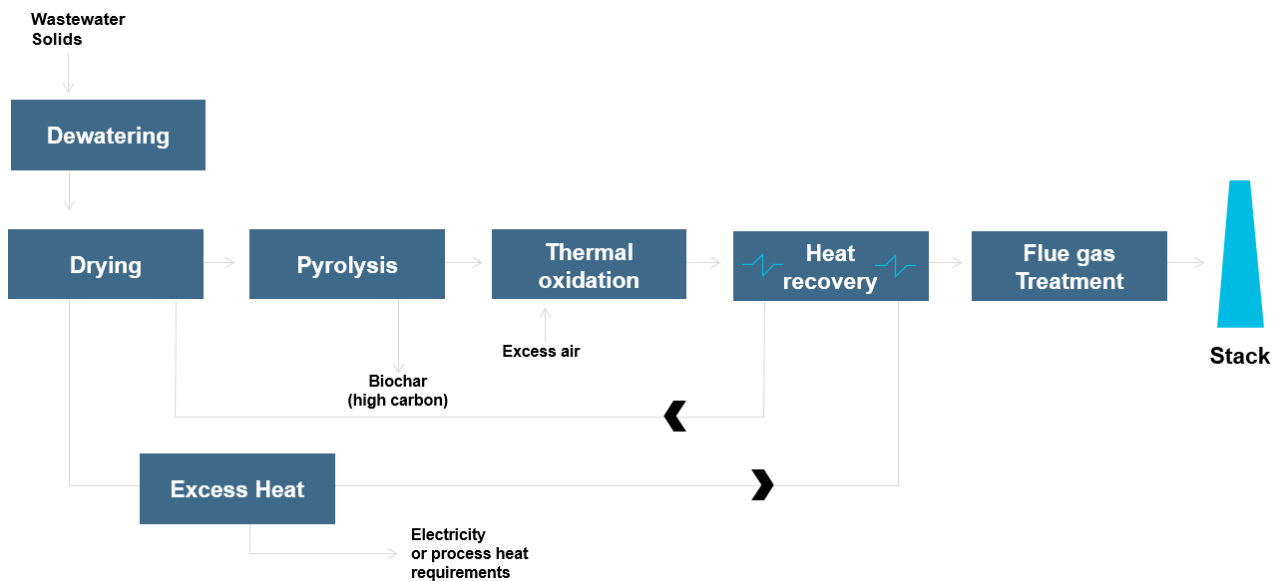 Wastewater
Solids
Dewatering
Drying
Pyrolysis
Thermal
oxidation
Heat
recovery
Flue gas
Treatment
Stack
Excess air
Biochar
(high carbon)
Excess Heat
Electricity
or process heat
requirements